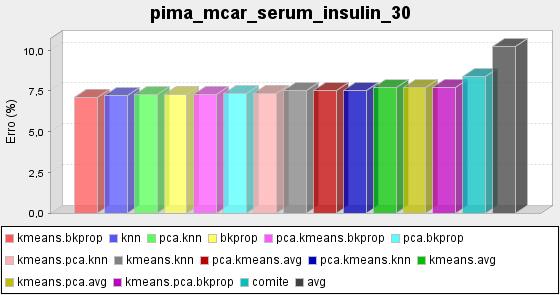 pima_mcar_serum_insulin_30
10,0
7,5
5,0
2,5
0,0
Erro (%)
kmeans.bkprop knn pca.knn bkprop pca.kmeans.bkprop pca.bkprop
kmeans.pca.knn kmeans.knn pca.kmeans.avg pca.kmeans.knn kmeans.avg
kmeans.pca.avg kmeans.pca.bkprop comite avg